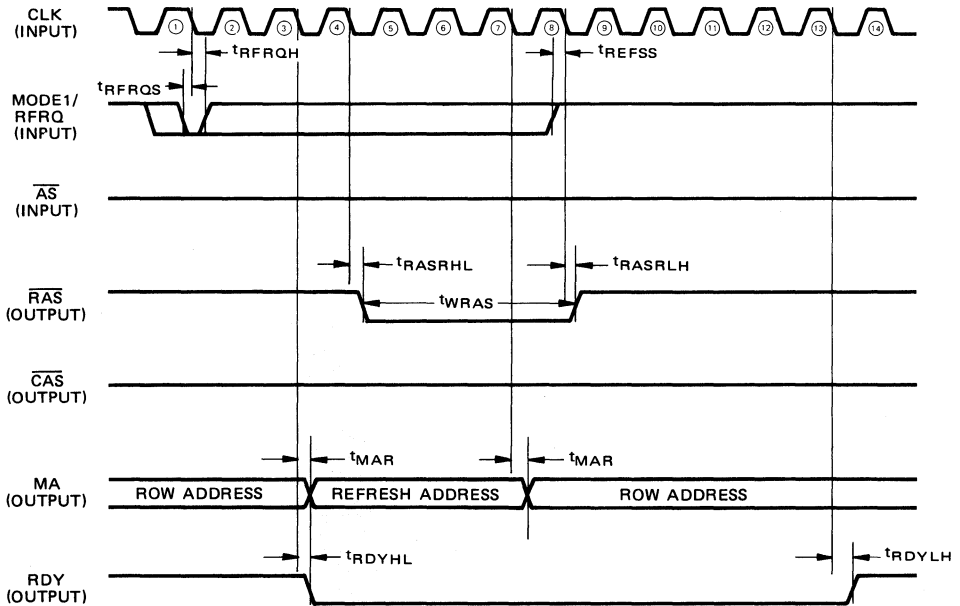 CLK
(INPUT)
1 2 3 4 5 6 7 8 9 10 11 12 13 14
tRFRQH
tREFSS
tRFRQS
MODE1/
RFRQ
(INPUT)
AS
(INPUT)
tRASRHL
tRASRLH
RAS
(OUTPUT)
tWRAS
CAS
(OUTPUT)
tMAR
tMAR
MA
(OUTPUT)
ROW ADDRESS
REFRESH ADDRESS
ROW ADDRESS
tRDYHL
tRDYLH
RDY
(OUTPUT)